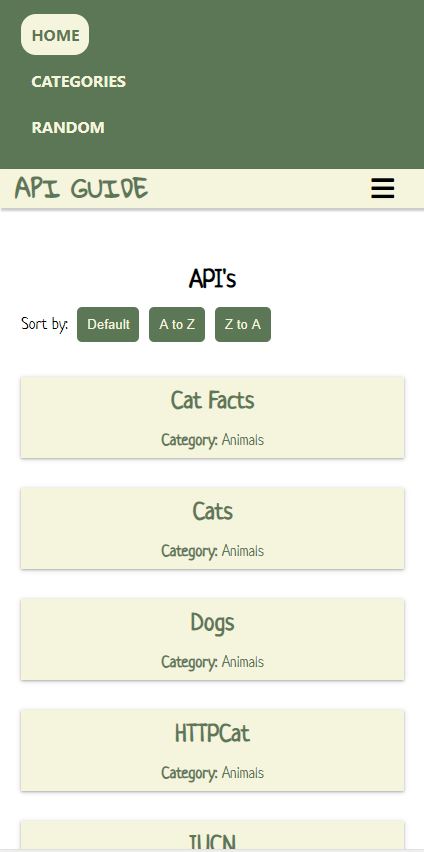 HOME
CATEGORIES
RANDOM
API GUIDE
API's
Sort by: Default A to Z Z to A
Cat Facts
Category: Animals
Cats
Category: Animals
Dogs
Category: Animals
HTTPCat
Category: Animals
IUCN